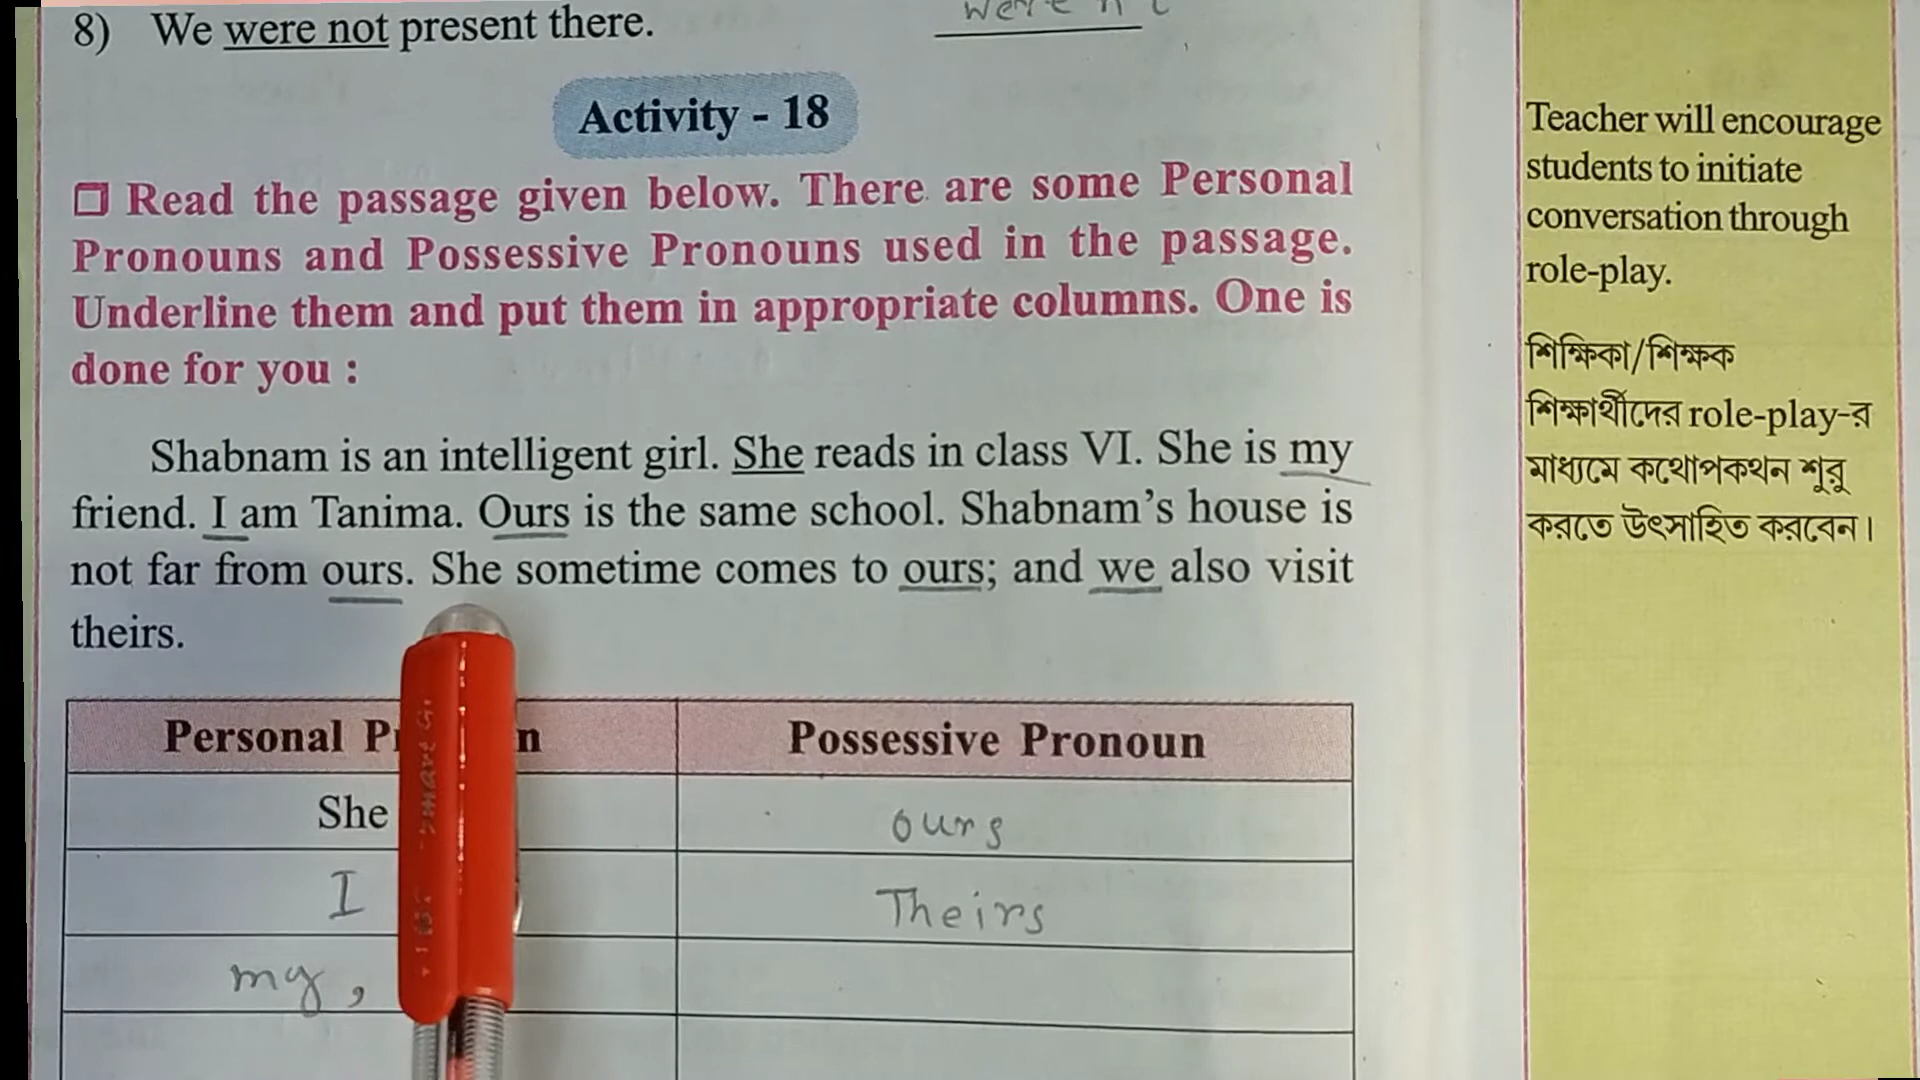 8) We were not present there.
Activity - 18
Read the passage given below. There are some Personal
Pronouns and Possessive Pronouns used in the passage.
Underline them and put them in appropriate columns. One is
done for you :
Shabnam is an intelligent girl. She reads in class VI. She is my
friend. I am Tanima. Ours is the same school. Shabnam's house is
not far from ours. She sometime comes to ours; and we also visit
theirs.
Personal
Possessive Pronoun
She
ours
I
Theirs
my,
Teacher will encourage
students to initiate
conversation through
role-play.
শিক্ষিকা/শিক্ষক
শিক্ষার্থীদের role-play-র
মাধ্যমে কথোপকথন শুরু
করতে উৎসাহিত করবেন।